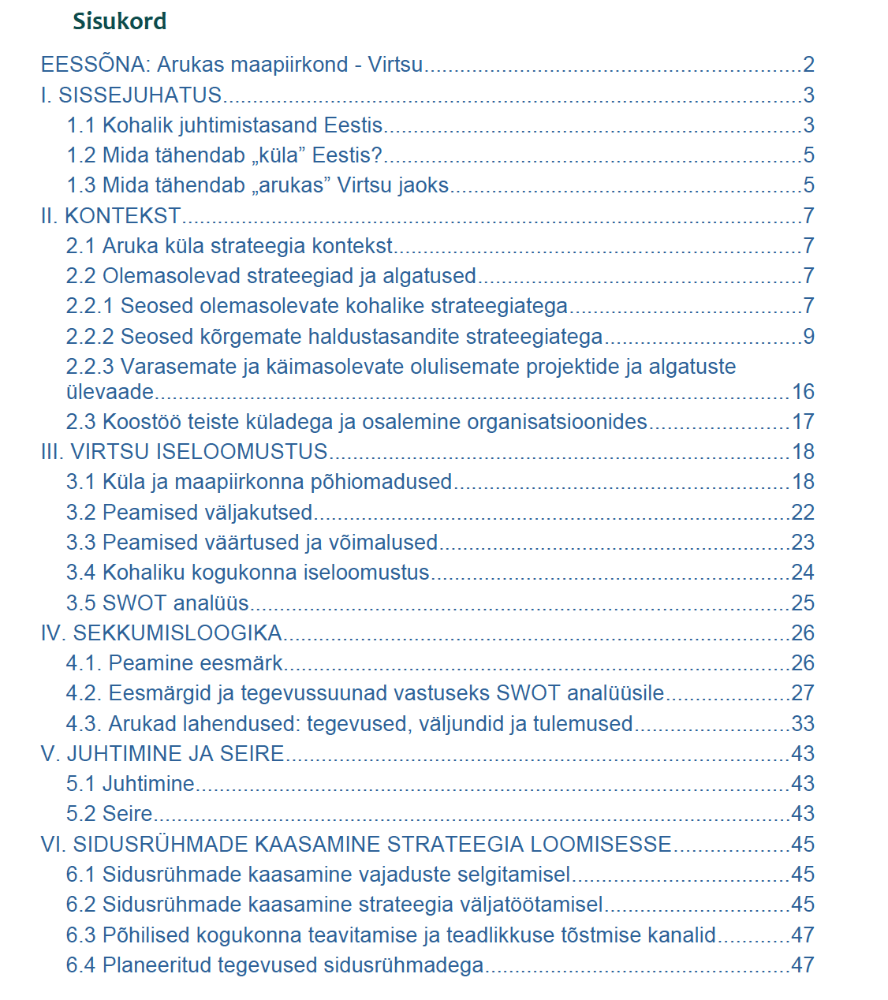 Sisukord
EESSÕNA: Arukas maapiirkond - Virtsu.....2
I. SISSEJUHATUS.....3
1.1 Kohalik juhtimistasand Eestis.....3
1.2 Mida tähendab „küla” Eestis?.....5
1.3 Mida tähendab „arukas” Virtsu jaoks.....5
II. KONTEKST.....7
2.1 Aruka küla strateegia kontekst.....7
2.2 Olemasolevad strateegiad ja algatused.....7
2.2.1 Seosed olemasolevate kohalike strateegiatega.....7
2.2.2 Seosed kõrgemate haldustasandite strateegiatega.....9
2.2.3 Varasemate ja käimasolevate olulisemate projektide ja algatuste
ülevaade.....16
2.3 Koostöö teiste küladega ja osalemine organisatsioonides.....17
III. VIRTSU ISELOOMUSTUS.....18
3.1 Küla ja maapiirkonna põhiomadused.....18
3.2 Peamised väljakutsed.....22
3.3 Peamised väärtused ja võimalused.....23
3.4 Kohaliku kogukonna iseloomustus.....24
3.5 SWOT analüüs.....25
IV. SEKKUMISLOOGIKA.....26
4.1. Peamine eesmärk.....26
4.2. Eesmärgid ja tegevussuunad vastuseks SWOT analüüsile.....27
4.3. Arukad lahendused: tegevused, väljundid ja tulemused.....33
V. JUHTIMINE JA SEIRE.....43
5.1 Juhtimine.....43
5.2 Seire.....43
VI. SIDUSRÜHMADE KAASAMINE STRATEEGIA LOOMISESSE.....45
6.1 Sidusrühmade kaasamine vajaduste selgitamisel.....45
6.2 Sidusrühmade kaasamine strateegia väljatöötamisel.....45
6.3 Põhilised kogukonna teavitamise ja teadlikkuse tõstmise kanalid.....47
6.4 Planeeritud tegevused sidusrühmadega.....47